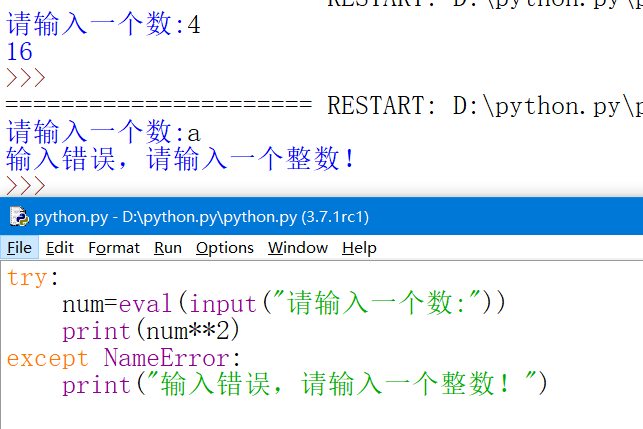 RESTART: D:\python.py\p
请输入一个数:4
16
>>>
====================== RESTART: D:\python.py\p
请输入一个数:a
输入错误，请输入一个整数！
>>>
python.py - D:\python.py\python.py (3.7.1rc1)
File Edit Format Run Options Window Help
try:
    num=eval(input("请输入一个数:"))
    print(num**2)
except NameError:
    print("输入错误，请输入一个整数！")